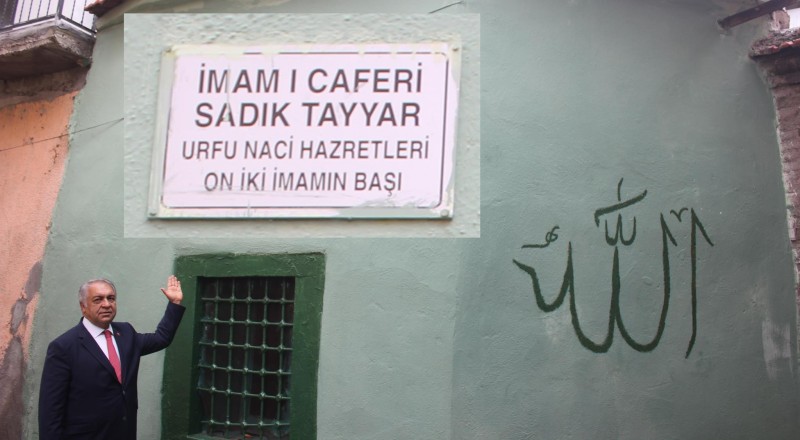 İMAM I CAFERİ
SADIK TAYYAR
URFU NACİ HAZRETLERİ
ON İKİ İMAMIN BAŞI
الله